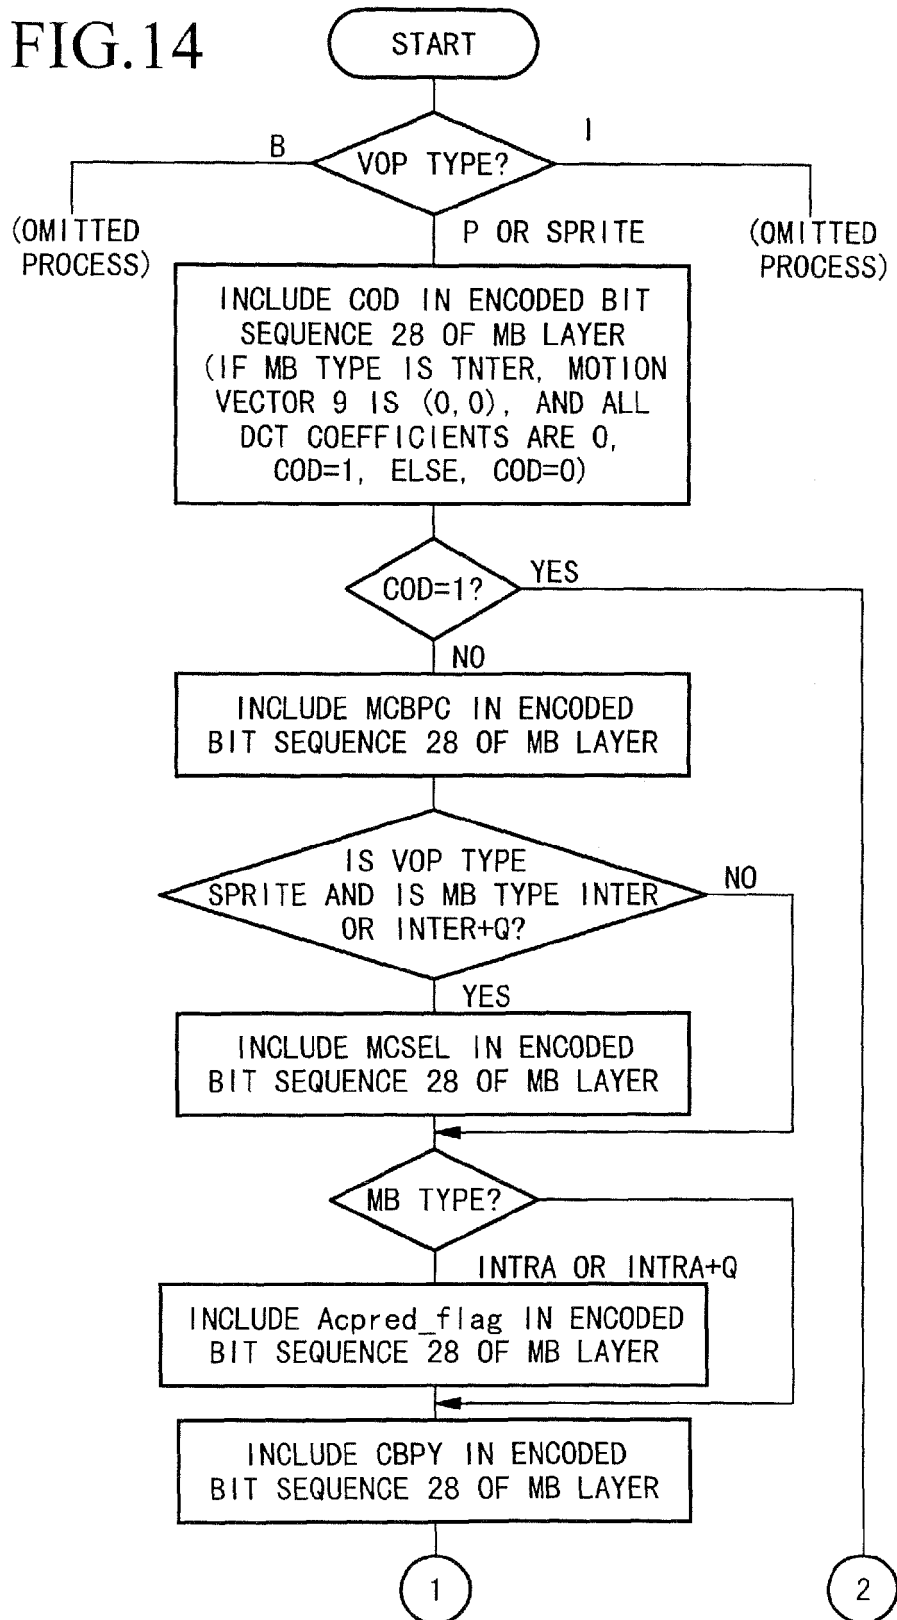 FIG.14
START
B
VOP TYPE?
I
(OMITTED
PROCESS)
P OR SPRITE
(OMITTED
PROCESS)
INCLUDE COD IN ENCODED BIT
SEQUENCE 28 OF MB LAYER
(IF MB TYPE IS TNTER, MOTION
VECTOR 9 IS (0,0), AND ALL
DCT COEFFICIENTS ARE 0,
COD=1, ELSE, COD=0)
COD=1?
YES
NO
INCLUDE MCBPC IN ENCODED
BIT SEQUENCE 28 OF MB LAYER
IS VOP TYPE
SPRITE AND IS MB TYPE INTER
OR INTER+Q?
NO
YES
INCLUDE MCSEL IN ENCODED
BIT SEQUENCE 28 OF MB LAYER
MB TYPE?
INTRA OR INTRA+Q
INCLUDE Acpred_flag IN ENCODED
BIT SEQUENCE 28 OF MB LAYER
INCLUDE CBPY IN ENCODED
BIT SEQUENCE 28 OF MB LAYER
1
2